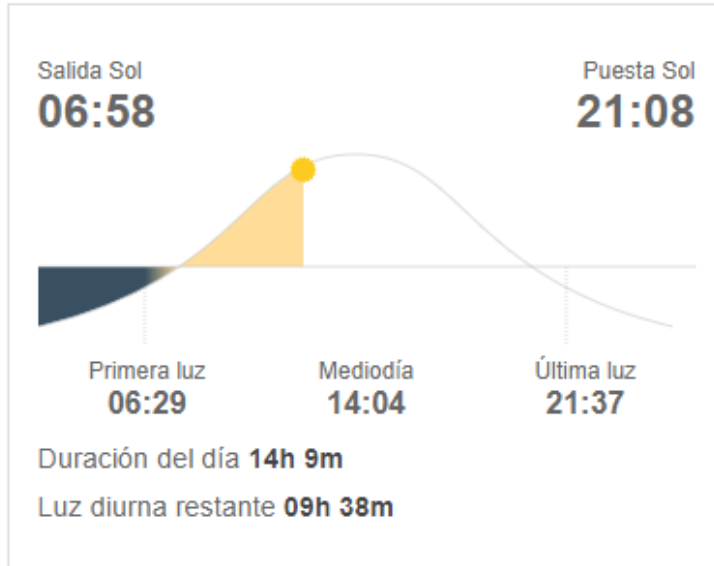 Salida Sol
Puesta Sol
06:58
21:08
Primera luz
Mediodía
Última luz
06:29
14:04
21:37
Duración del día 14h 9m
Luz diurna restante 09h 38m